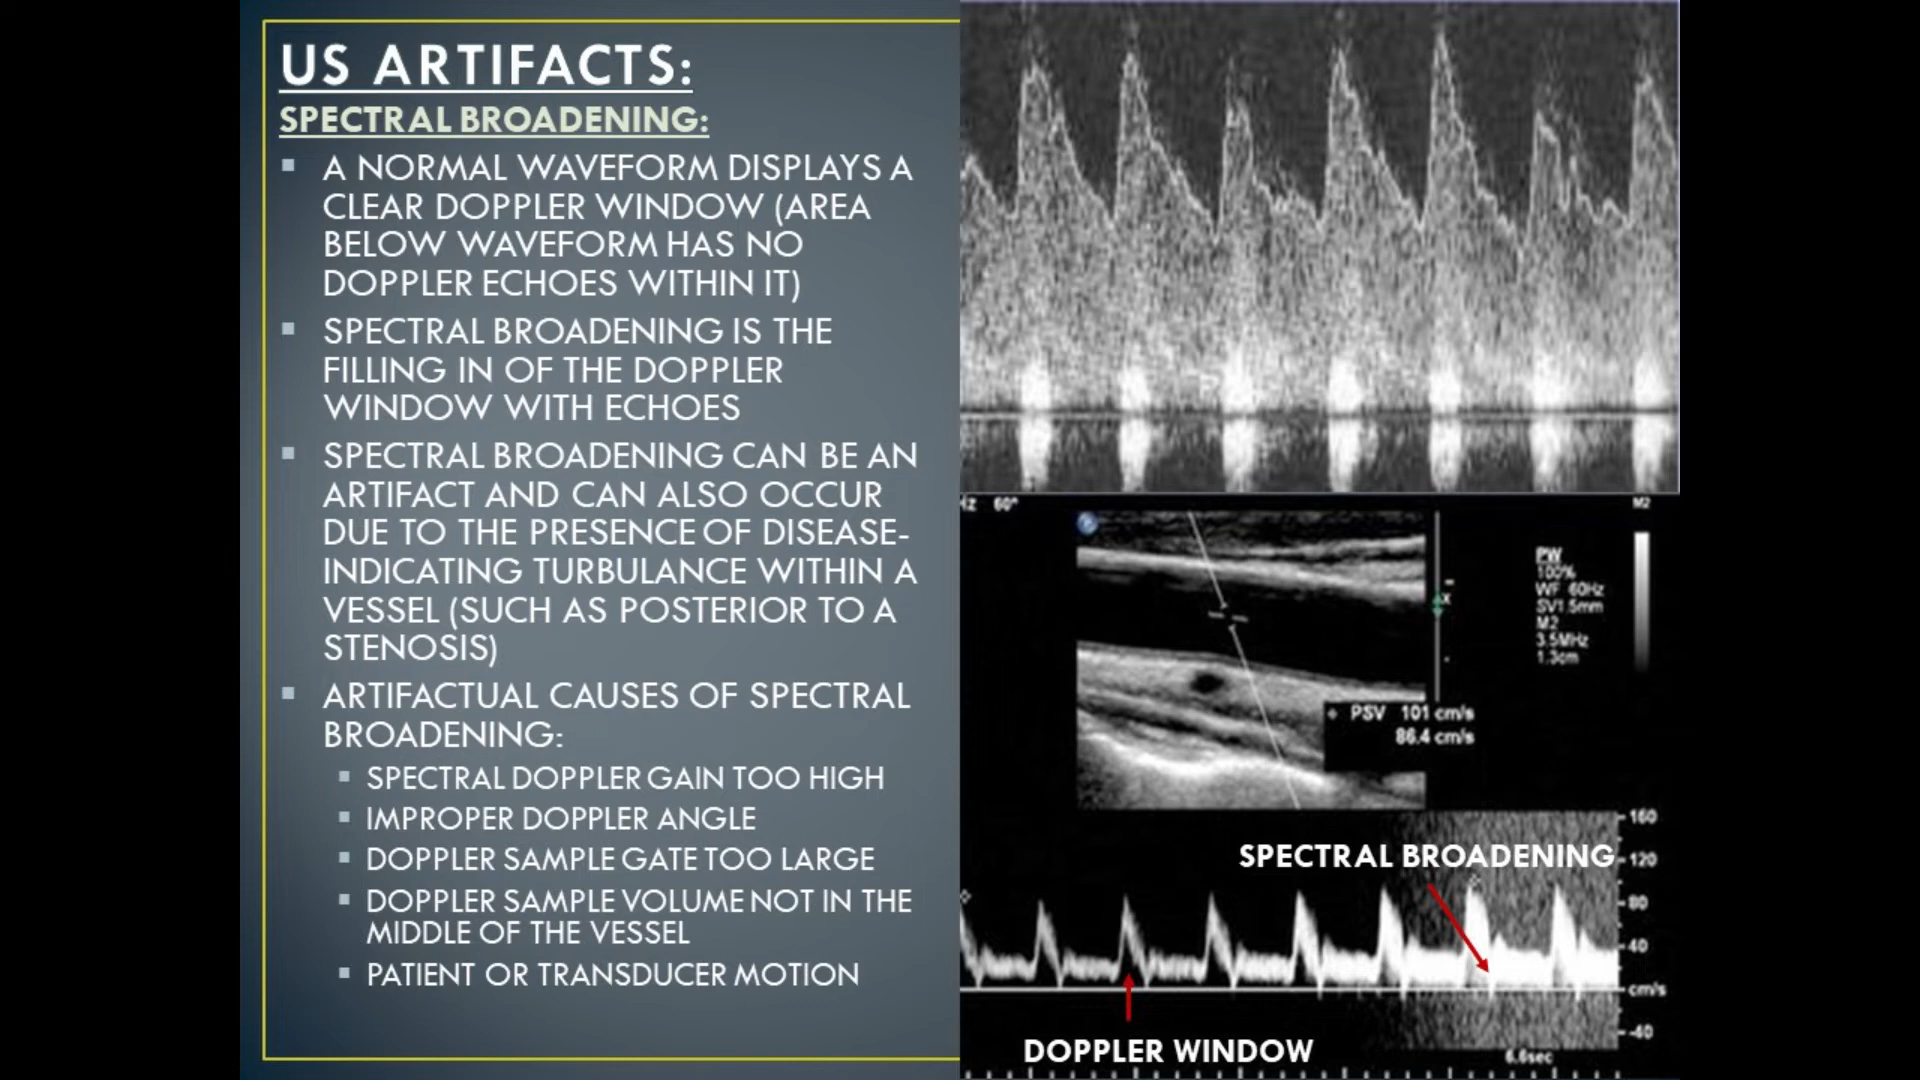 US ARTIFACTS:
SPECTRAL BROADENING:
▪ A NORMAL WAVEFORM DISPLAYS A
CLEAR DOPPLER WINDOW (AREA
BELOW WAVEFORM HAS NO
DOPPLER ECHOES WITHIN IT)
▪ SPECTRAL BROADENING IS THE
FILLING IN OF THE DOPPLER
WINDOW WITH ECHOES
▪ SPECTRAL BROADENING CAN BE AN
ARTIFACT AND CAN ALSO OCCUR
DUE TO THE PRESENCE OF DISEASE-
INDICATING TURBULANCE WITHIN A
VESSEL (SUCH AS POSTERIOR TO A
STENOSIS)
▪ ARTIFACTUAL CAUSES OF SPECTRAL
BROADENING:
▪ SPECTRAL DOPPLER GAIN TOO HIGH
▪ IMPROPER DOPPLER ANGLE
▪ DOPPLER SAMPLE GATE TOO LARGE
▪ DOPPLER SAMPLE VOLUME NOT IN THE
MIDDLE OF THE VESSEL
▪ PATIENT OR TRANSDUCER MOTION
Hz 60°
M2
PW
100%
WF 60Hz
SV1.5mm
M2
3.5MHz
1.3cm
x
PSV 101 cm/s
86.4 cm/s
160
SPECTRAL BROADENING
120
80
40
cm/s
-40
DOPPLER WINDOW
6.6sec